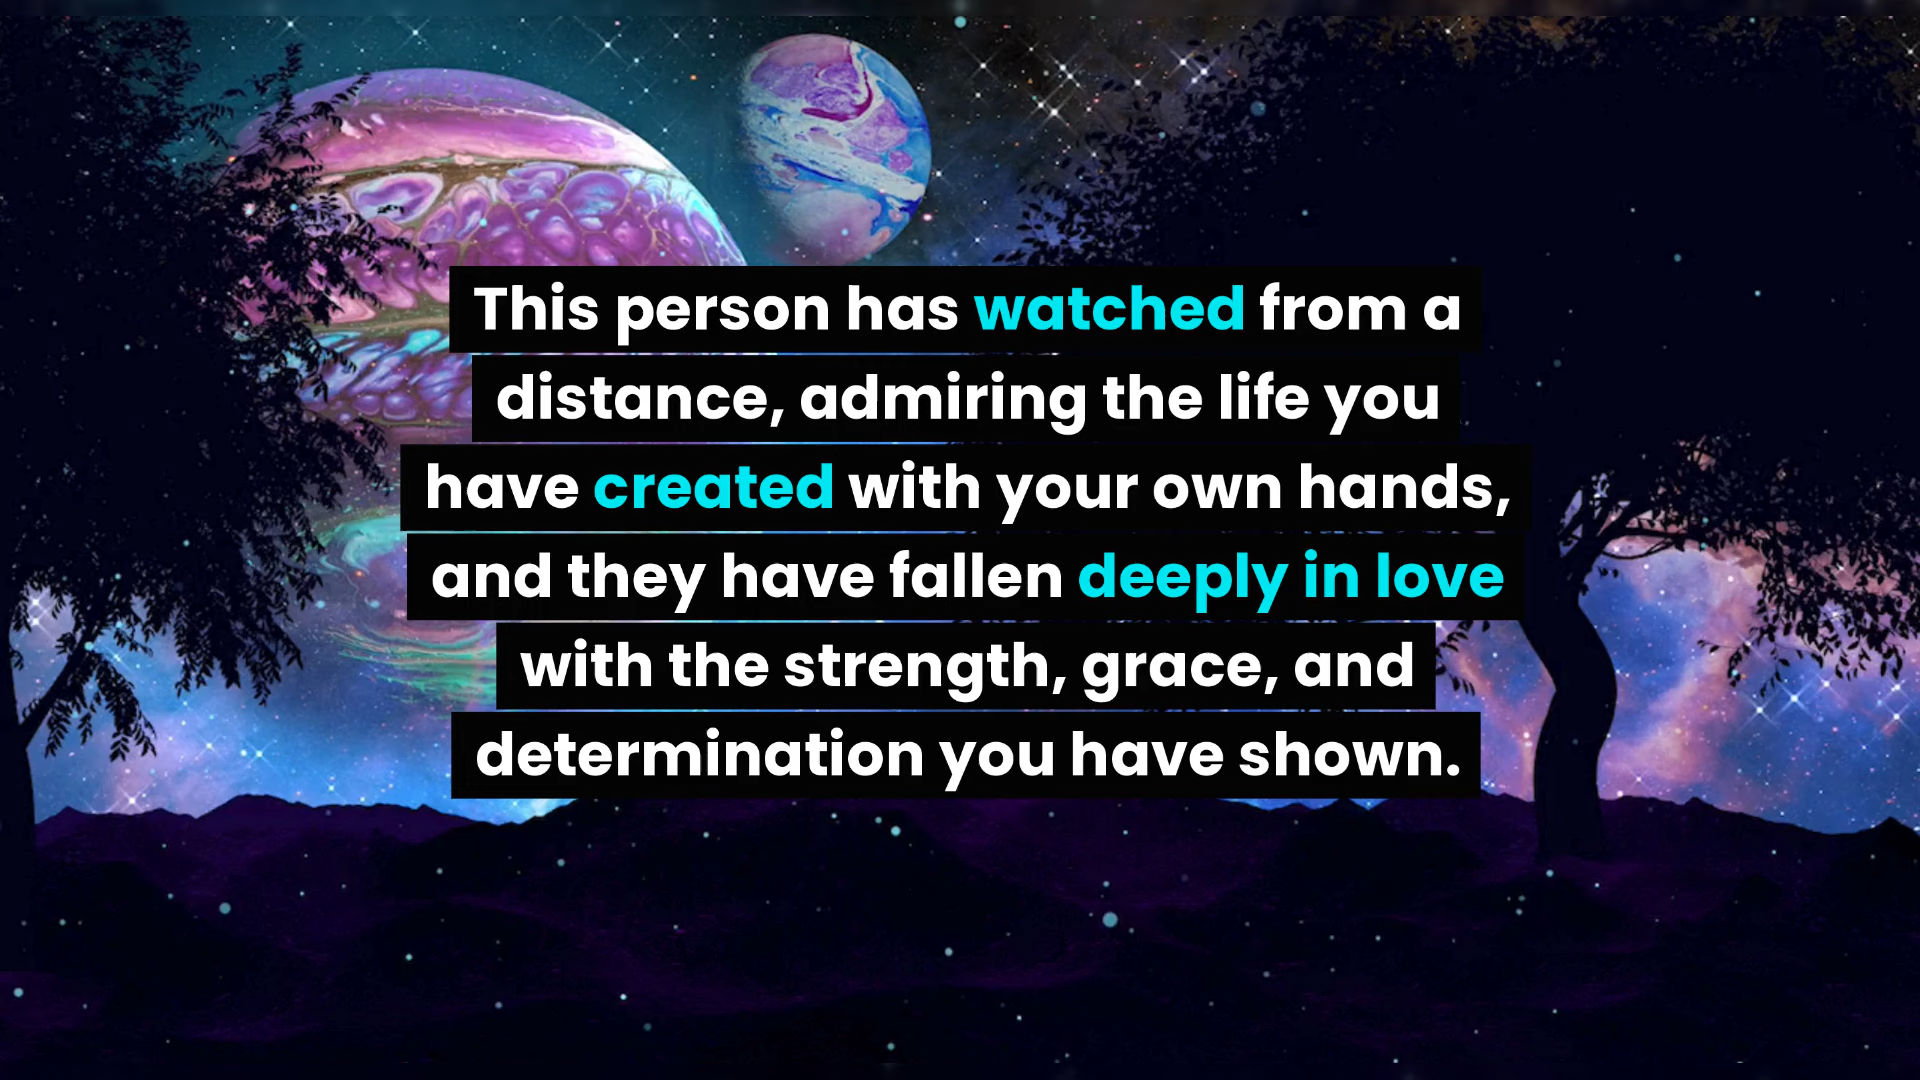 This person has watched from a
distance, admiring the life you
have created with your own hands,
and they have fallen deeply in love
with the strength, grace, and
determination you have shown.